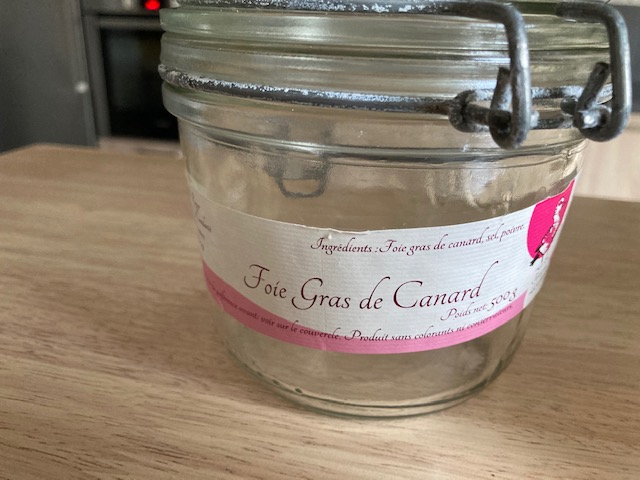 Ingrédients : Foie gras de canard, sel, poivre.
Foie Gras de Canard
Poids net: 500g
voir sur le couvercle. Produit sans colorants ni conservateurs.